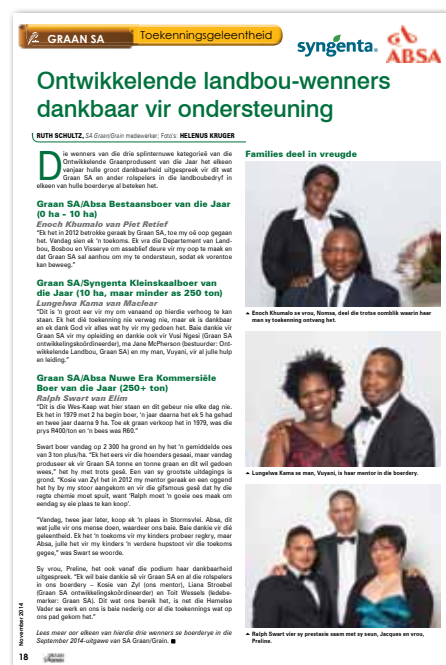 GRAAN SA
Toekenningsgeleentheid
syngenta
ABSA
Ontwikkelende landbou-wenners
dankbaar vir ondersteuning
RUTH SCHULTZ, SA Graan/Grain medewerker; Foto's: HELENUS KRUGER
Die wenners van die drie splinternuwe kategorieë van die
Ontwikkelende Graanprodusent van die Jaar het elkeen
vanjaar hulle groot dankbaarheid uitgespreek vir dit wat
Graan SA en ander rolspelers in die landboubedryf in
elkeen van hulle boerderye al beteken het.
Graan SA/Absa Bestaansboer van die Jaar
(0 ha - 10 ha)
Enoch Khumalo van Piet Retief
"Ek het in 2012 betrokke geraak by Graan SA, toe my oë oop gegaan
het. Vandag sien ek 'n toekoms. Ek vra die Departement van Land-
bou, Bosbou en Visserye om asseblief deure vir my oop te maak en
dat Graan SA sal aanhou om my te ondersteun, sodat ek vorentoe
kan beweeg."
Graan SA/Syngenta Kleinskaalboer van
die Jaar (10 ha, maar minder as 250 ton)
Lungelwa Kama van Maclear
"Dit is 'n groot eer vir my om vanaand op hierdie verhoog te kan
staan. Ek het dié toekenning nie verwag nie, maar ek is dankbaar
en ek dank God vir alles wat hy vir my gedoen het. Baie dankie vir
Graan SA vir my opleiding en dankie ook vir Vusi Ngesi (Graan SA
ontwikkelingskoördineerder), ma Jane McPherson (bestuurder: Ont-
wikkelende Landbou, Graan SA) en my man, Vuyani, vir al julle hulp
en leiding."
Graan SA/Absa Nuwe Era Kommersiële
Boer van die Jaar (250+ ton)
Ralph Swart van Elim
"Dit is die Wes-Kaap wat hier staan en dit gebeur nie elke dag nie.
Ek het in 1979 met 2 ha begin boer, 'n jaar daarna het ek 5 ha gehad
en twee jaar daarna 9 ha. Toe ek graan verkoop het in 1979, was die
prys R400/ton en 'n bees was R60."
Swart boer vandag op 2 300 ha grond en hy het 'n gemiddelde oes
van 3 ton plus/ha. "Ek het eers vir die hoenders gesaai, maar vandag
produseer ek vir Graan SA tonne en tonne graan en dit wil gedoen
wees," het hy met trots gesê. Een van sy grootste uitdagings is
grond. "Kosie van Zyl het in 2012 my mentor geraak en een oggend
het hy by my stoor aangekom en vir die gifsmous gesê dat hy die
regte chemie moet spuit, want 'Ralph moet 'n goeie oes maak om
eendag sy eie plaas te kan koop'.
"Vandag, twee jaar later, koop ek 'n plaas in Stormsvlei. Absa, dit
wat julle vir ons mense doen, waardeer ons baie. Baie dankie vir dié
geleentheid. Ek het 'n toekoms vir my kinders probeer regkry, maar
Absa, julle het vir my kinders 'n verdere hupstoot vir die toekoms
gegee," was Swart se woorde.
Sy vrou, Preline, het ook vanaf die podium haar dankbaarheid
uitgespreek. "Ek wil baie dankie sê vir Graan SA en al die rolspelers
in ons boerdery – Kosie van Zyl (ons mentor), Liana Stroebel
(Graan SA ontwikkelingskoördineerder) en Toit Wessels (ledebe-
marker: Graan SA). Dit wat ons bereik het, is net die Hemelse
Vader se werk en ons is baie nederig oor al die toekennings wat op
ons pad gekom het."
Lees meer oor elkeen van hierdie drie wenners se boerderye in die
September 2014-uitgawe van SA Graan/Grain.
Families deel in vreugde
Enoch Khumalo se vrou, Nomsa, deel die trotse oomblik waarin haar
man sy toekenning ontvang het.
Lungelwa Kama se man, Vuyani, is haar mentor in die boerdery.
Ralph Swart vier sy prestasie saam met sy seun, Jacques en vrou,
Preline.
November 2014
18